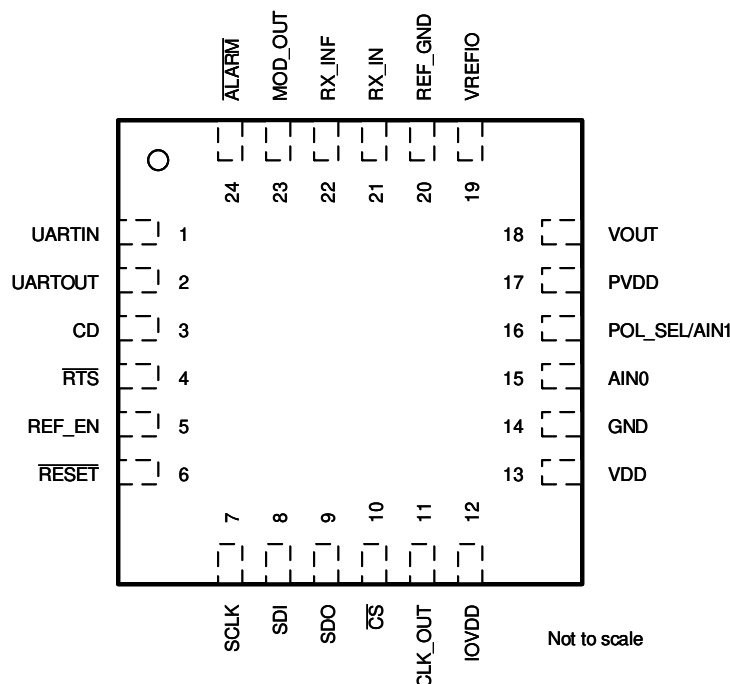 ALARM
MOD_OUT
RX_INF
RX_IN
REF_GND
VREFIO
24
23
22
21
20
19
UARTIN 1
UARTOUT 2
CD 3
RTS 4
REF_EN 5
RESET 6
18 VOUT
17 PVDD
16 POL_SEL/AIN1
15 AIN0
14 GND
13 VDD
7
8
9
10
11
12
SCLK
SDI
SDO
CS
CLK_OUT
IOVDD
Not to scale